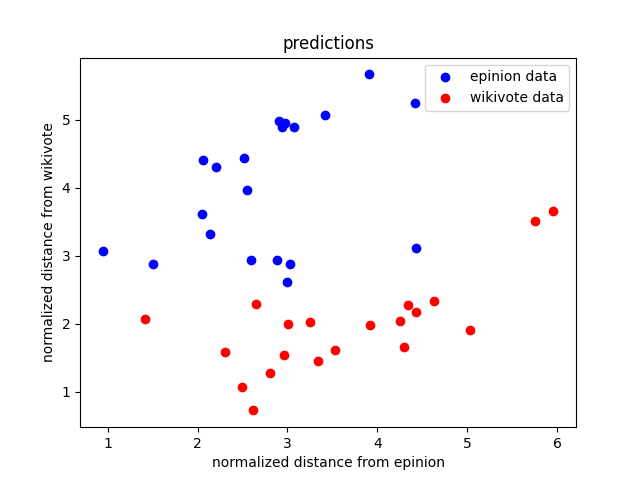 predictions
epinion data
wikivote data
5
4
3
2
1
normalized distance from wikivote
1 2 3 4 5 6
normalized distance from epinion